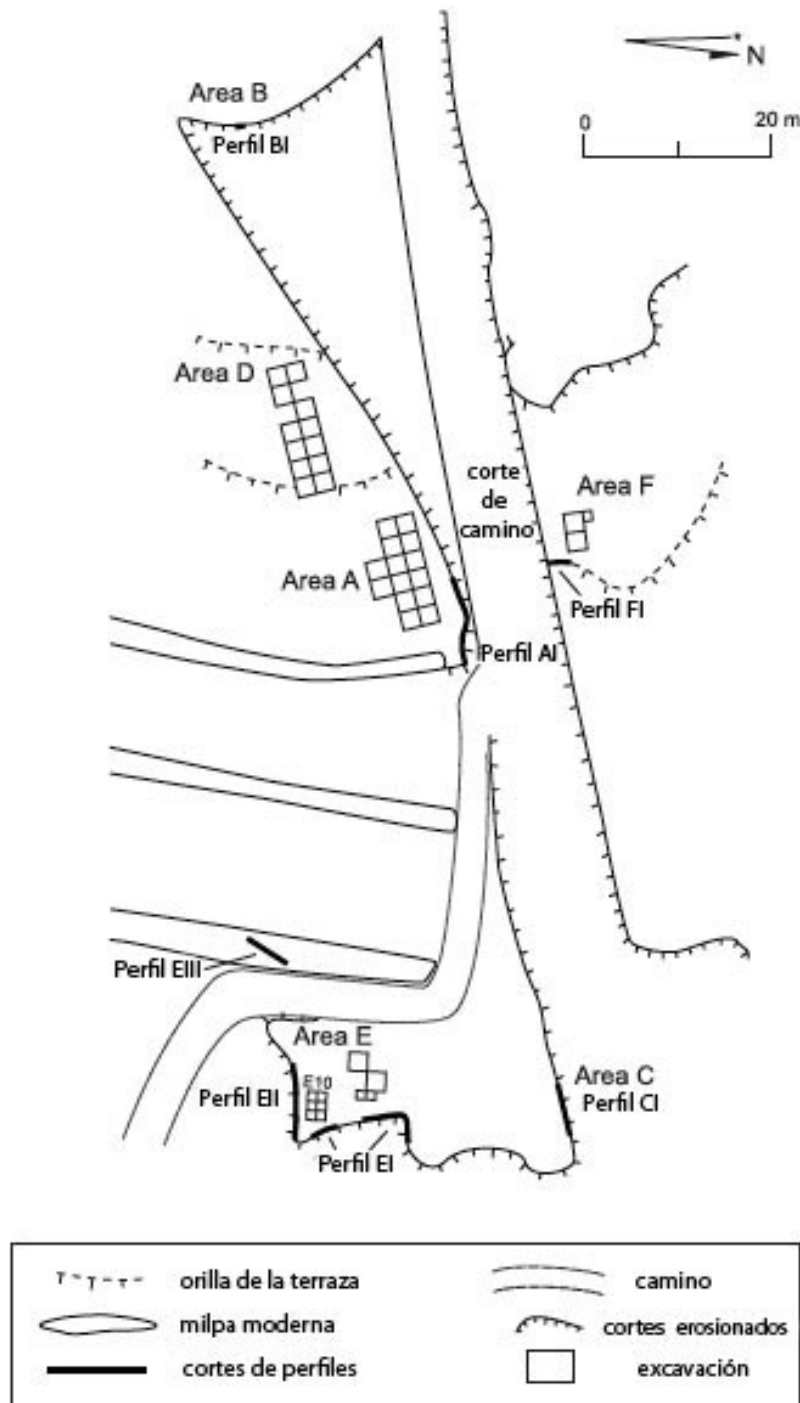 N
0 20 m
Area B
Perfil BI
Area D
corte
de
camino
Area F
Area A
Perfil FI
Perfil AI
Perfil EIII
Area E
E10
Perfil EII
Area C
Perfil CI
Perfil EI
orilla de la terraza
camino
milpa moderna
cortes erosionados
cortes de perfiles
excavación